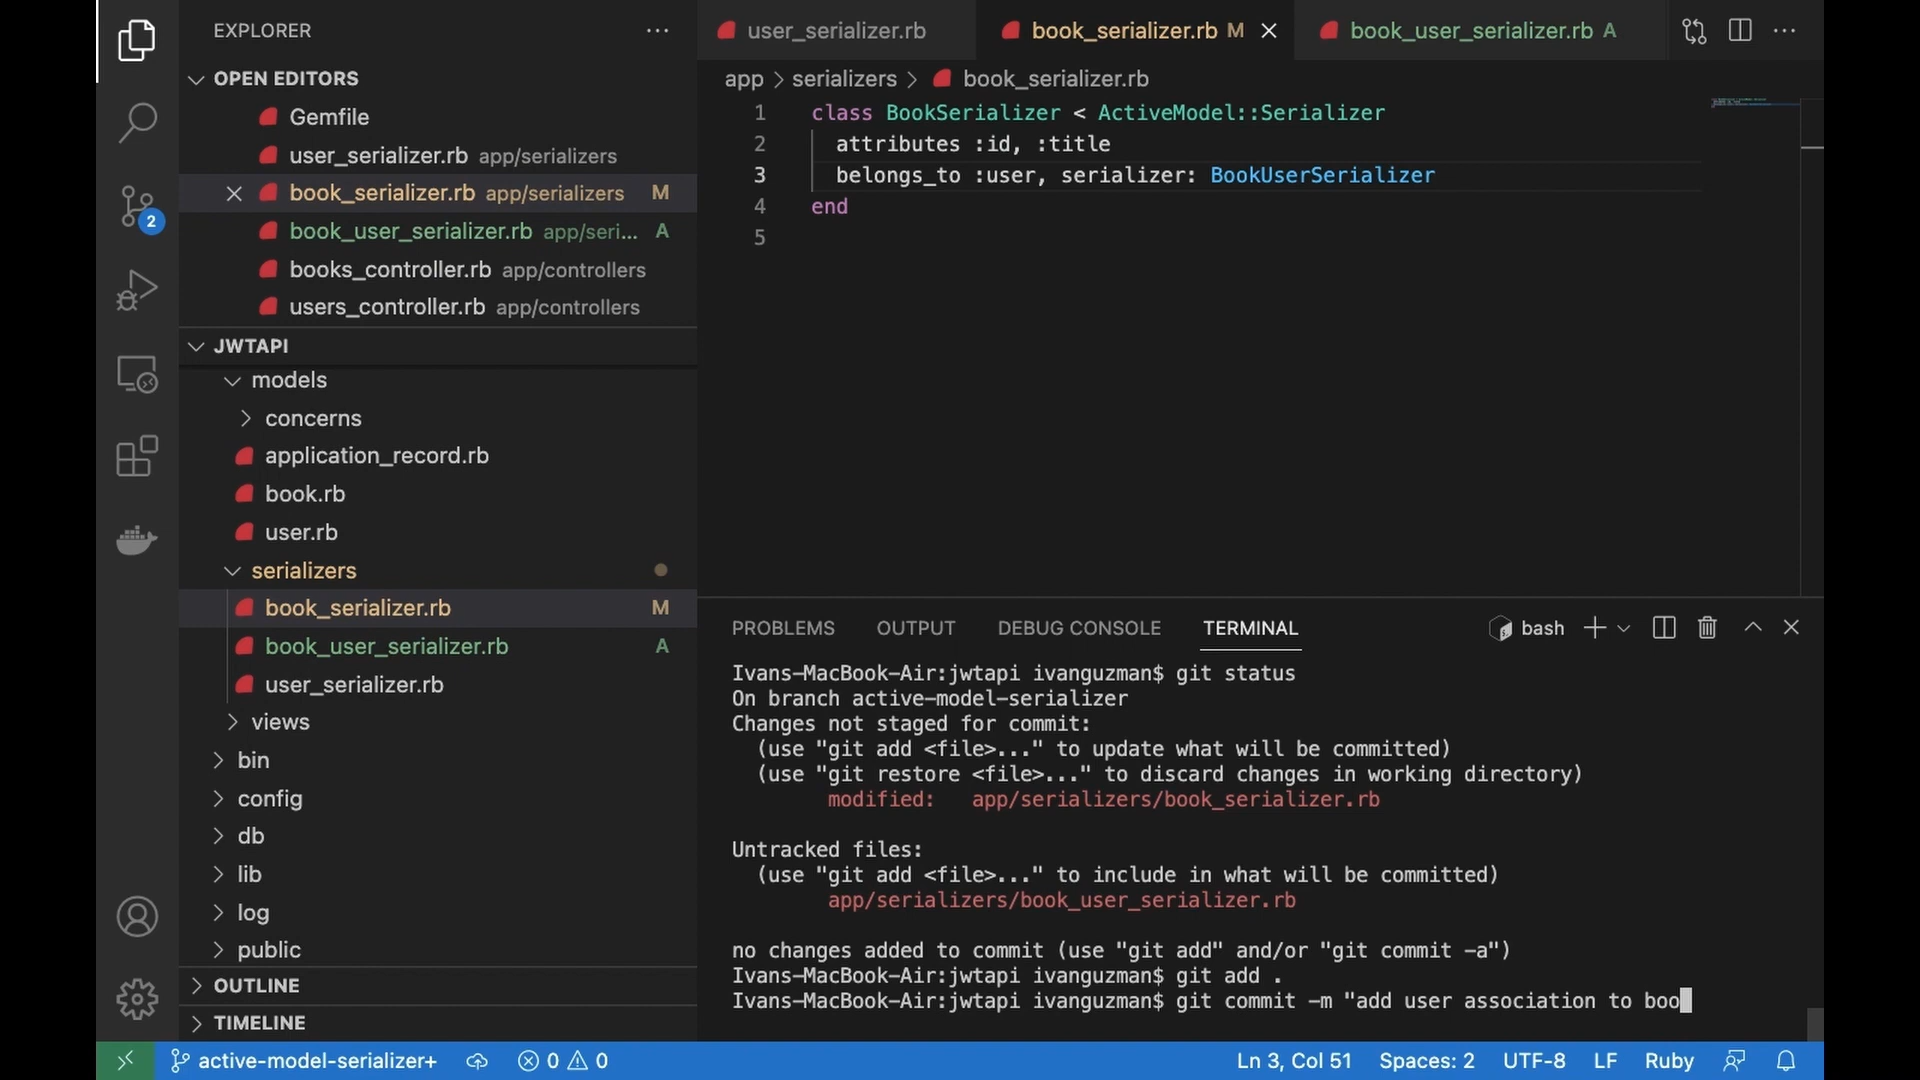 EXPLORER
OPEN EDITORS
Gemfile
user_serializer.rb app/serializers
book_serializer.rb app/serializers M
book_user_serializer.rb app/seri... A
books_controller.rb app/controllers
users_controller.rb app/controllers
JWTAPI
models
concerns
application_record.rb
book.rb
user.rb
serializers
book_serializer.rb M
book_user_serializer.rb A
user_serializer.rb
views
bin
config
db
lib
log
public
OUTLINE
TIMELINE
2
user_serializer.rb
book_serializer.rb M
book_user_serializer.rb A
app > serializers > book_serializer.rb
1 class BookSerializer < ActiveModel::Serializer
2 attributes :id, :title
3 belongs_to :user, serializer: BookUserSerializer
4 end
5
PROBLEMS OUTPUT DEBUG CONSOLE TERMINAL bash
Ivans-MacBook-Air:jwtapi ivanguzman$ git status
On branch active-model-serializer
Changes not staged for commit:
(use "git add <file>..." to update what will be committed)
(use "git restore <file>..." to discard changes in working directory)
modified: app/serializers/book_serializer.rb
Untracked files:
(use "git add <file>..." to include in what will be committed)
app/serializers/book_user_serializer.rb
no changes added to commit (use "git add" and/or "git commit -a")
Ivans-MacBook-Air:jwtapi ivanguzman$ git add .
Ivans-MacBook-Air:jwtapi ivanguzman$ git commit -m "add user association to boo
active-model-serializer+ 0 0 Ln 3, Col 51 Spaces: 2 UTF-8 LF Ruby